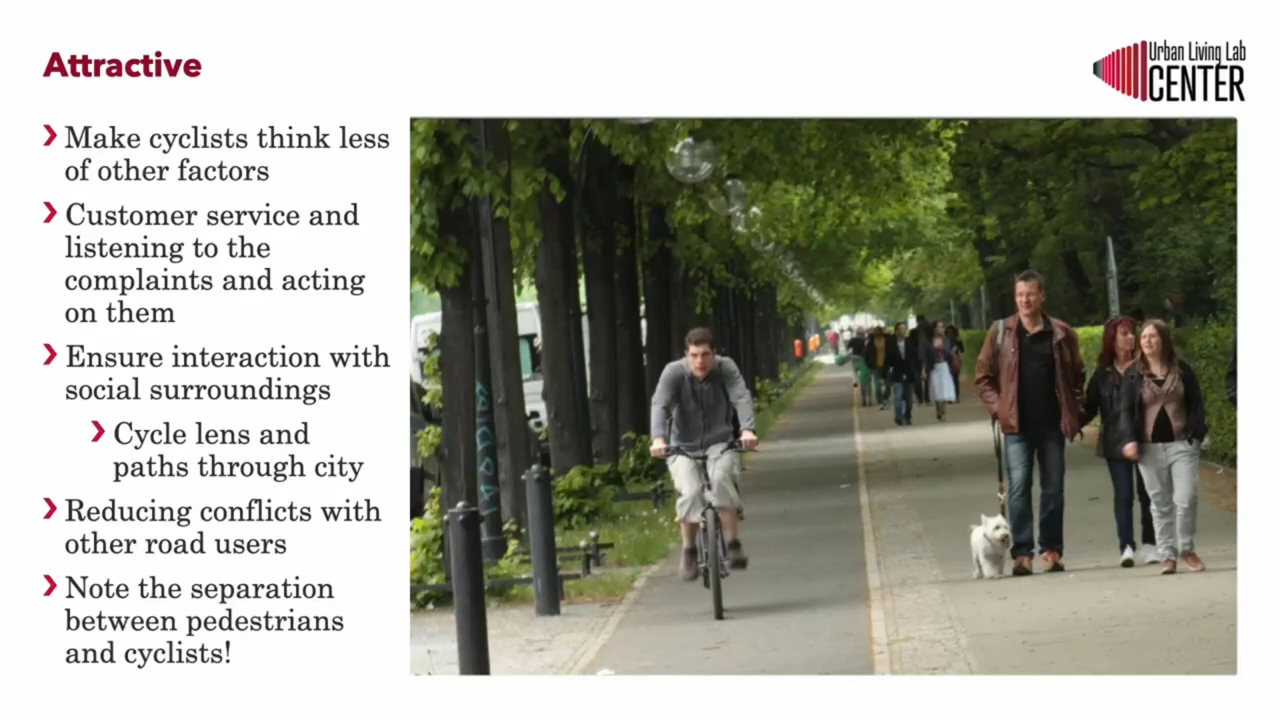 Attractive
Urban Living Lab
CENTER
Make cyclists think less
of other factors
Customer service and
listening to the
complaints and acting
on them
Ensure interaction with
social surroundings
Cycle lens and
paths through city
Reducing conflicts with
other road users
Note the separation
between pedestrians
and cyclists!